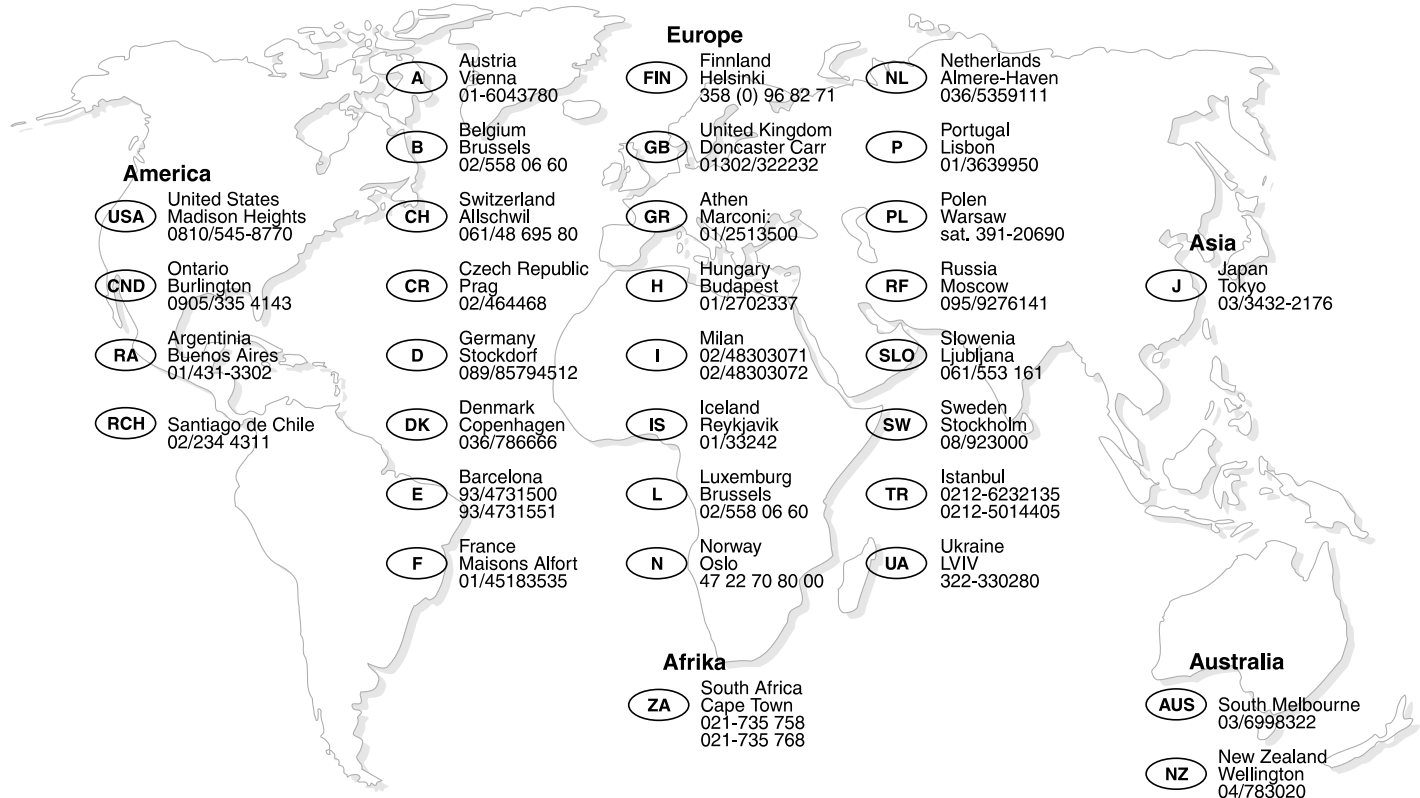 America
USA
United States
Madison Heights
0810/545-8770
CND
Ontario
Burlington
0905/335 4143
RA
Argentinia
Buenos Aires
01/431-3302
RCH
Santiago de Chile
02/234 4311
Europe
A
Austria
Vienna
01-6043780
B
Belgium
Brussels
02/558 06 60
CH
Switzerland
Allschwil
061/48 695 80
CR
Czech Republic
Prag
02/464468
D
Germany
Stockdorf
089/85794512
DK
Denmark
Copenhagen
036/786666
E
Barcelona
93/4731500
93/4731551
F
France
Maisons Alfort
01/45183535
FIN
Finnland
Helsinki
358 (0) 96 82 71
GB
United Kingdom
Doncaster Carr
01302/322232
GR
Athen
Marconi:
01/2513500
H
Hungary
Budapest
01/2702337
I
Milan
02/48303071
02/48303072
IS
Iceland
Reykjavik
01/33242
L
Luxemburg
Brussels
02/558 06 60
N
Norway
Oslo
47 22 70 80 00
NL
Netherlands
Almere-Haven
036/5359111
P
Portugal
Lisbon
01/3639950
PL
Polen
Warsaw
sat. 391-20690
RF
Russia
Moscow
095/9276141
SLO
Slowenia
Ljubljana
061/553 161
SW
Sweden
Stockholm
08/923000
TR
Istanbul
0212-6232135
0212-5014405
UA
Ukraine
LVIV
322-330280
Afrika
ZA
South Africa
Cape Town
021-735 758
021-735 768
Asia
J
Japan
Tokyo
03/3432-2176
Australia
AUS
South Melbourne
03/6998322
NZ
New Zealand
Wellington
04/783020